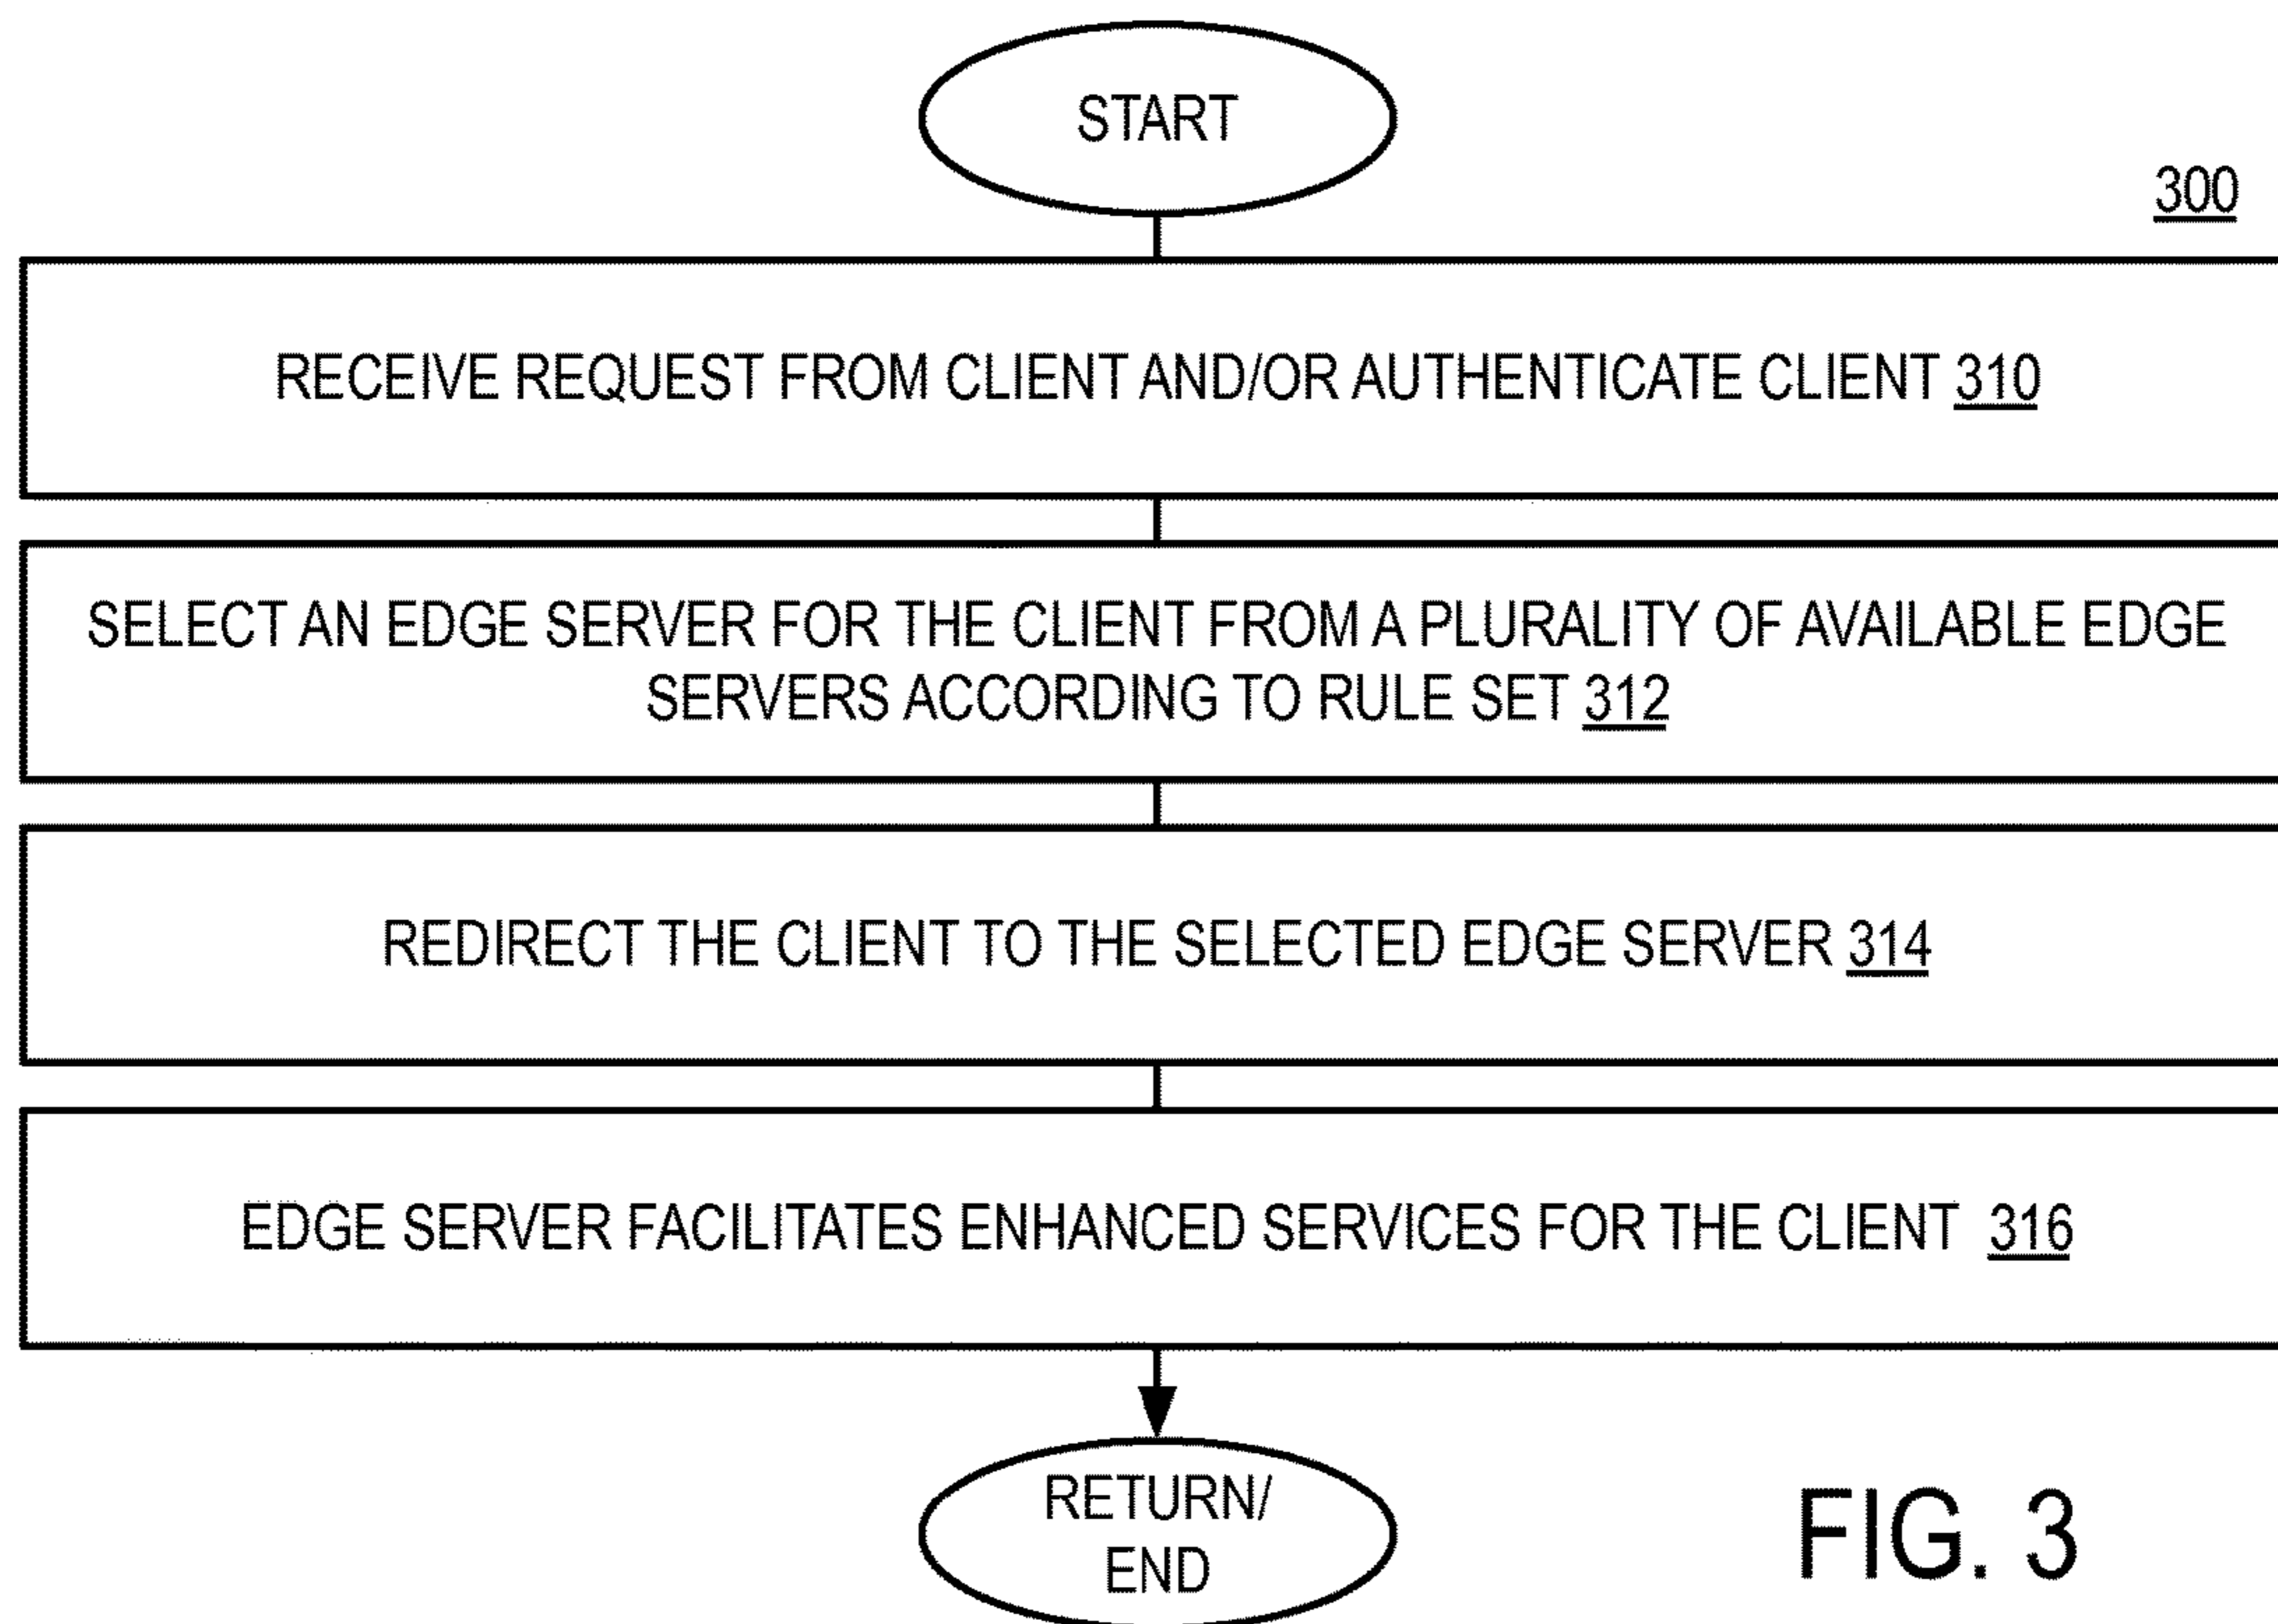 START
300
RECEIVE REQUEST FROM CLIENT AND/OR AUTHENTICATE CLIENT 310
SELECT AN EDGE SERVER FOR THE CLIENT FROM A PLURALITY OF AVAILABLE EDGE
SERVERS ACCORDING TO RULE SET 312
REDIRECT THE CLIENT TO THE SELECTED EDGE SERVER 314
EDGE SERVER FACILITATES ENHANCED SERVICES FOR THE CLIENT 316
RETURN/
END
FIG. 3